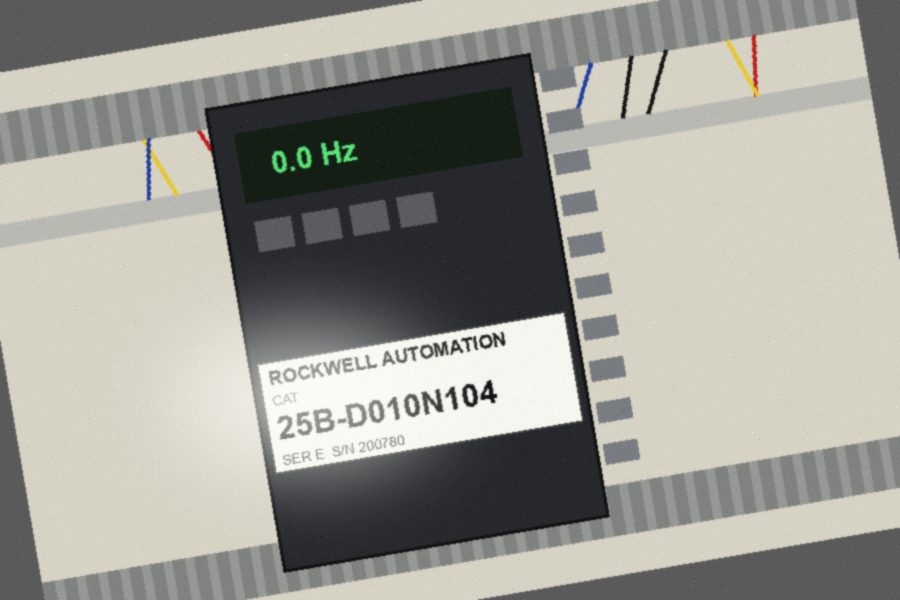 0.0 Hz
ROCKWELL AUTOMATION
CAT
25B-D010N104
SER E S/N 200780